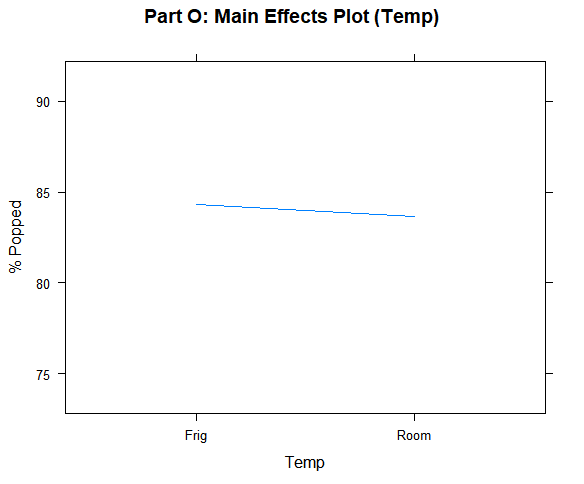 Part O: Main Effects Plot (Temp)
% Popped
90
85
80
75
Frig
Room
Temp